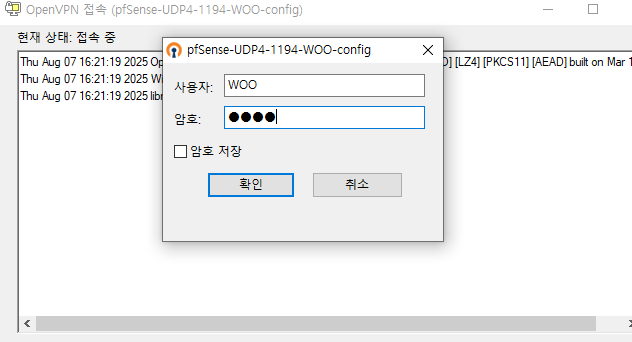 OpenVPN 접속 (pfSense-UDP4-1194-WOO-config)
현재 상태: 접속 중
pfSense-UDP4-1194-WOO-config
Thu Aug 07 16:21:19 2025 Op
] [LZ4] [PKCS11] [AEAD] built on Mar 1
Thu Aug 07 16:21:19 2025 Wi
Thu Aug 07 16:21:19 2025 libr
사용자: WOO
암호: ●●●●
암호 저장
확인 취소